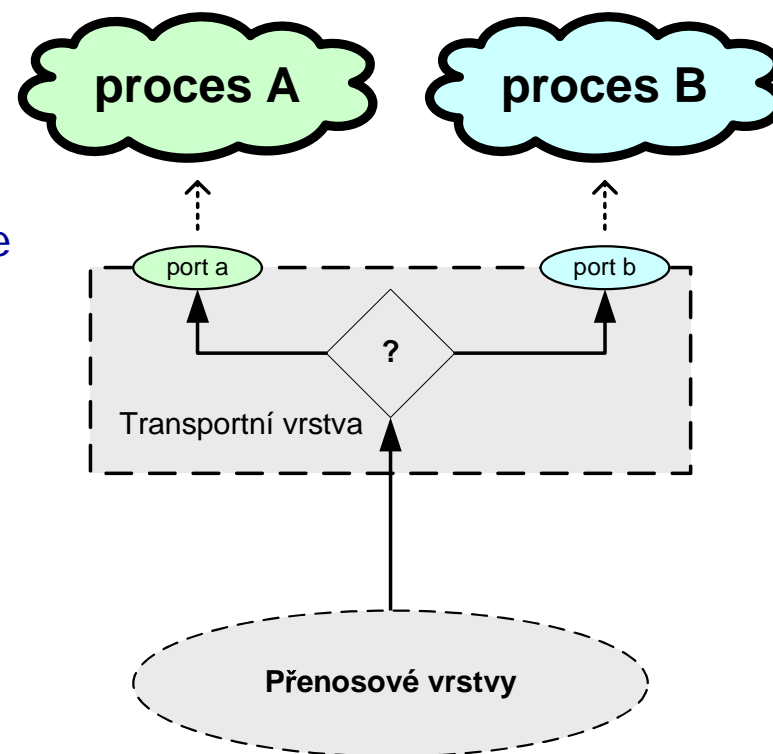 proces A
proces B
e
port a
port b
?
Transportní vrstva
Přenosové vrstvy